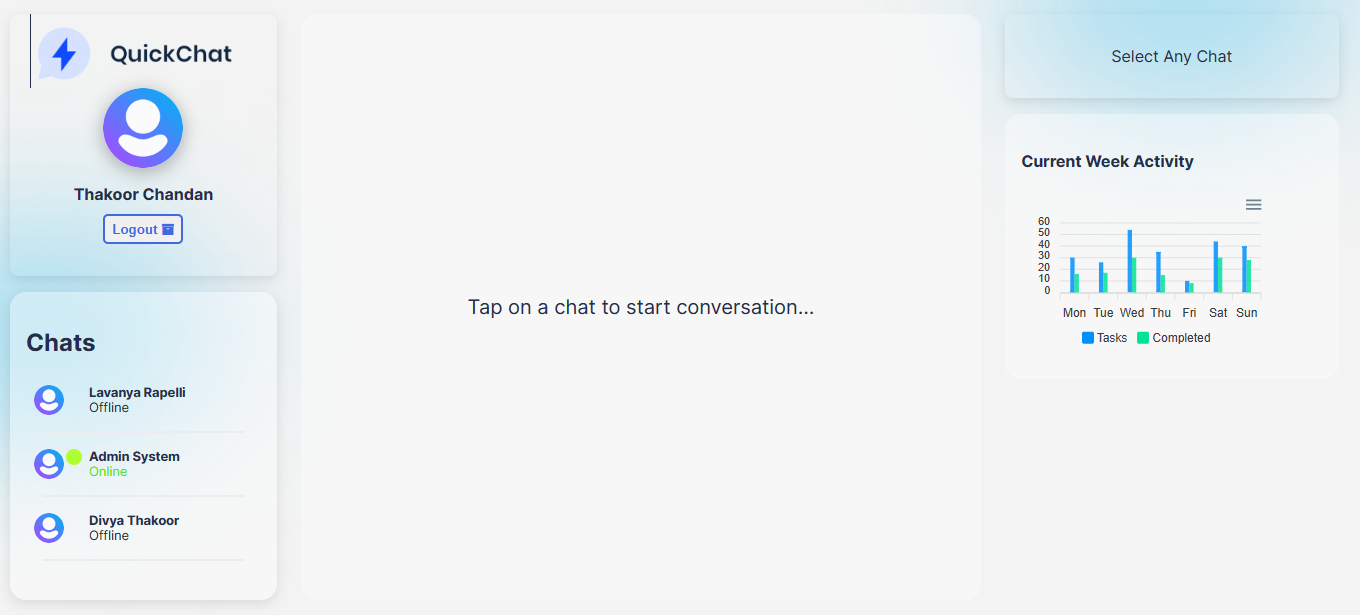 QuickChat
Thakoor Chandan
Logout
Chats
Lavanya Rapelli
Offline
Admin System
Online
Divya Thakoor
Offline
Tap on a chat to start conversation...
Select Any Chat
Current Week Activity
60
50
40
30
20
10
0
Mon Tue Wed Thu Fri Sat Sun
Tasks Completed